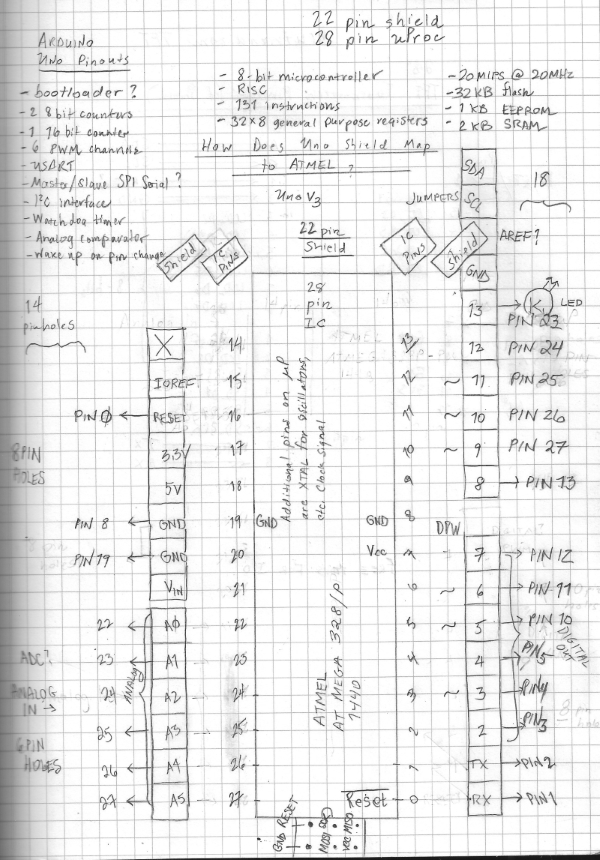 22 pin shield
28 pin uProc
ARDUINO
Uno Pinouts
- bootloader?
- 2 8 bit counters
- 1 16 bit counter
- 6 PWM channels
- USART
- Master/Slave SPI Serial?
- I²C interface
- Watchdog timer
- Analog comparator
- Wake up on pin change
- 8-bit microcontroller
- RISC
- 131 instructions
- 32x8 general purpose registers
- 20 MIPS @ 20MHz
- 32 KB flash
- 1 KB EEPROM
- 2 KB SRAM
How Does Uno Shield Map
to ATMEL?
Uno V3
22 pin
Shield
JUMPERS
SDA
SCL
18
AREF?
GND
Shield
IC PINS
IC PINS
Shield
14
pinholes
28
pin
IC
Additional pins on µP
are XTAL for oscillators,
etc. Clock signal
X 14
IOREF 15
PIN 0 RESET 16
3.3V 17
8 PIN
HOLES
5V 18
PIN 8 GND 19 GND
PIN 19 GND 20
VIN 21
22 A0 22
ADC? 23 A1 23
ANALOG
IN → 24 A2 24
25 A3 25
6 PIN
HOLES
26 A4 26
27 A5 27
ANALOG
ATMEL
AT MEGA 328/P
1440
13 13 PIN 23 LED
12 12 PIN 24
11 ~ 11 PIN 25
10 ~ 10 PIN 26
9 ~ 9 PIN 27
8 8 PIN 13
GND
DPW
Vcc 7 7 PIN 12
6 ~ 6 PIN 11
5 ~ 5 PIN 10
4 4 PIN 5
3 ~ 3 PIN 4
2 2 PIN 3
DIGITAL
OUT
1 TX PIN 2
Reset 0 RX PIN 1
GND RESET
MOSI SCK
VCC MISO